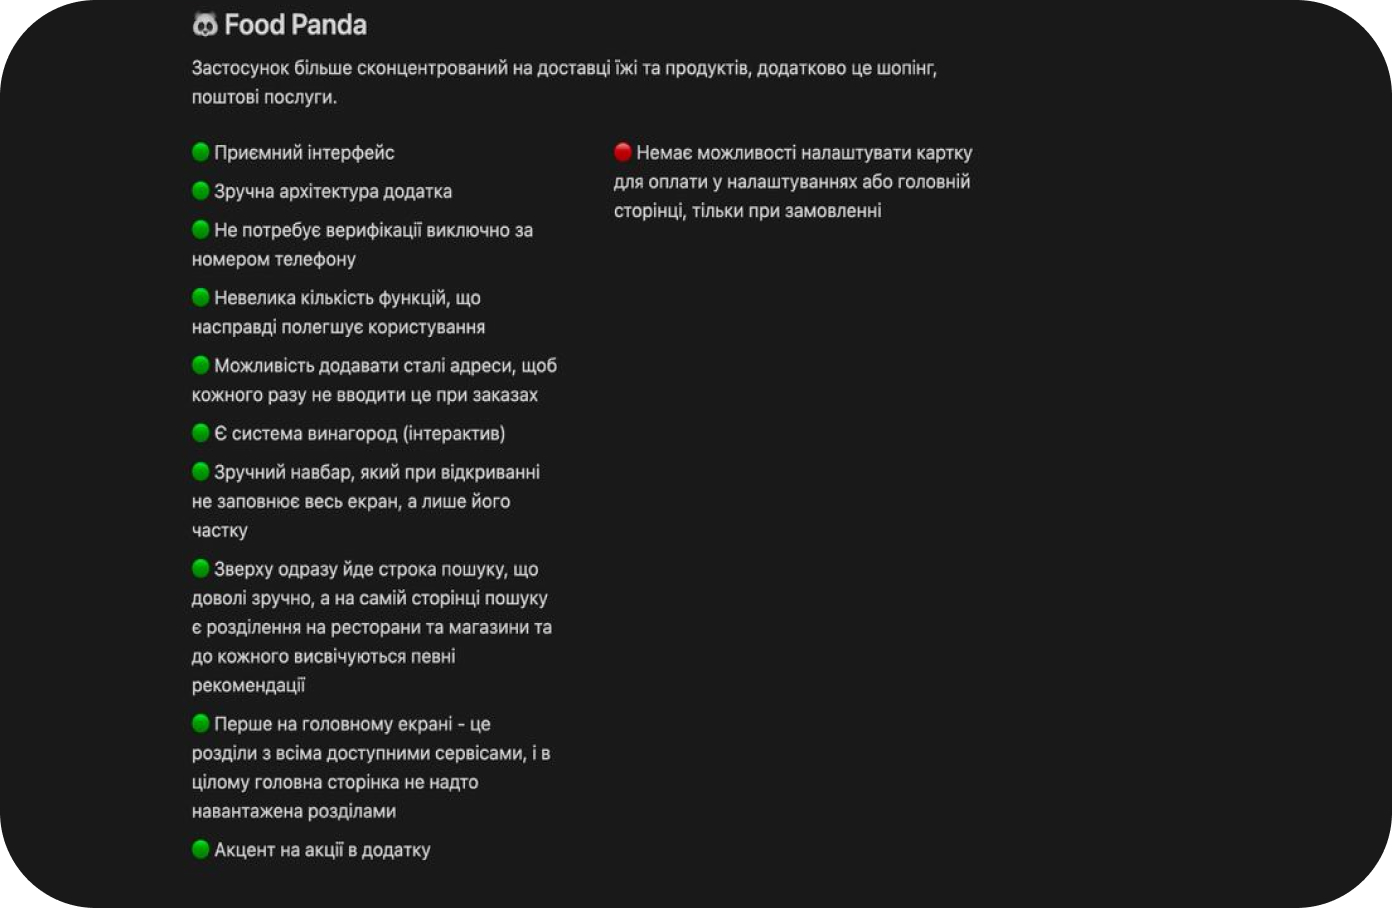 🐼 Food Panda
Застосунок більше сконцентрований на доставці їжі та продуктів, додатково це шопінг,
поштові послуги.
🟢 Приємний інтерфейс
🟢 Зручна архітектура додатка
🟢 Не потребує верифікації виключно за
номером телефону
🟢 Невелика кількість функцій, що
насправді полегшує користування
🟢 Можливість додавати сталі адреси, щоб
кожного разу не вводити це при заказах
🟢 Є система винагород (інтерактив)
🟢 Зручний навбар, який при відкриванні
не заповнює весь екран, а лише його
частку
🟢 Зверху одразу йде строка пошуку, що
доволі зручно, а на самій сторінці пошуку
є розділення на ресторани та магазини та
до кожного висвічуються певні
рекомендації
🟢 Перше на головному екрані - це
розділи з всіма доступними сервісами, і в
цілому головна сторінка не надто
навантажена розділами
🟢 Акцент на акції в додатку
🔴 Немає можливості налаштувати картку
для оплати у налаштуваннях або головній
сторінці, тільки при замовленні